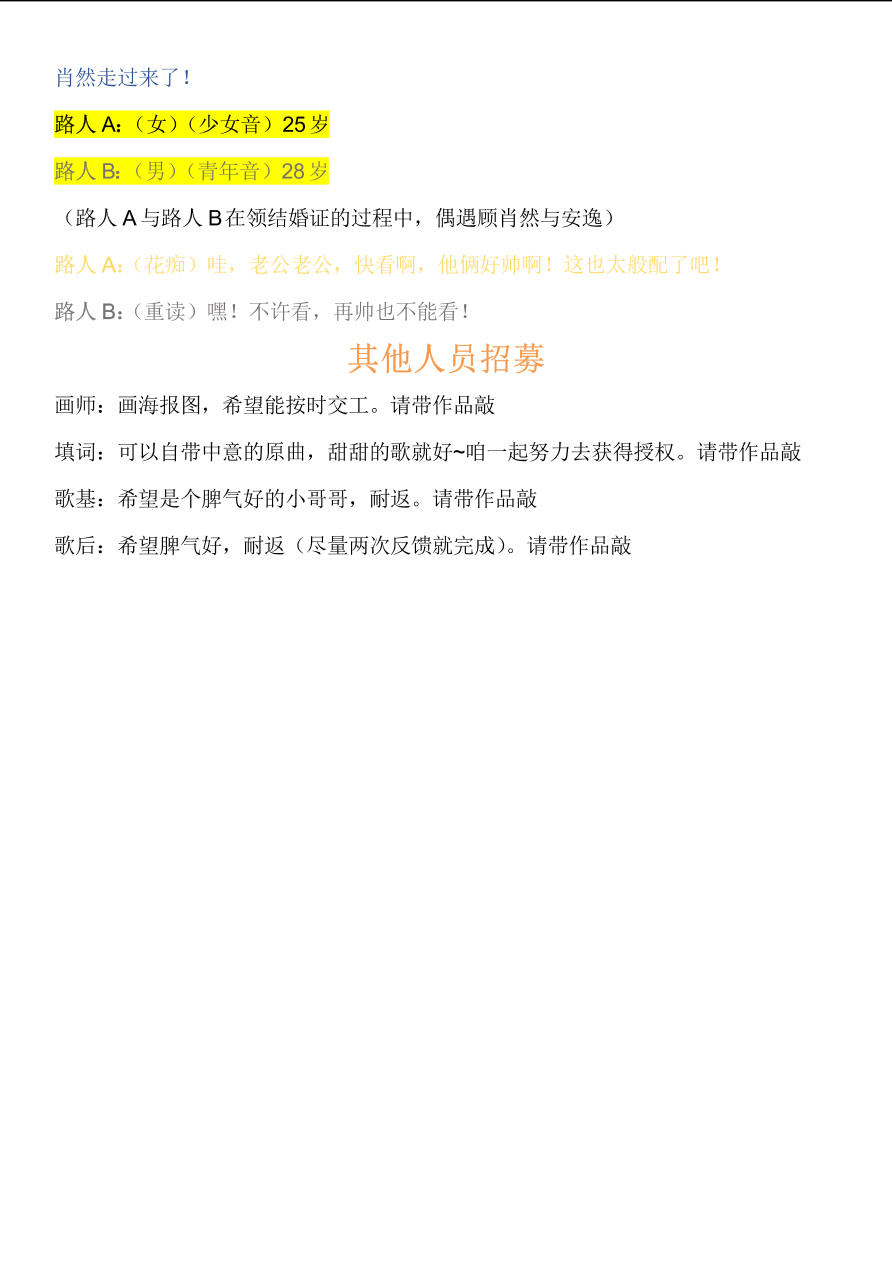 肖然走过来了！
路人 A:（女）（少女音）25 岁
路人 B:（男）（青年音）28 岁
（路人 A 与路人 B 在领结婚证的过程中，偶遇顾肖然与安逸）
路人 A:（花痴）哇，老公老公，快看啊，他俩好帅啊！这也太般配了吧！
路人 B:（重读）嘿！不许看，再帅也不能看！
其他人员招募
画师：画海报图，希望能按时交工。请带作品敲
填词：可以自带中意的原曲，甜甜的歌就好~咱一起努力去获得授权。请带作品敲
歌基：希望是个脾气好的小哥哥，耐返。请带作品敲
歌后：希望脾气好，耐返（尽量两次反馈就完成）。请带作品敲